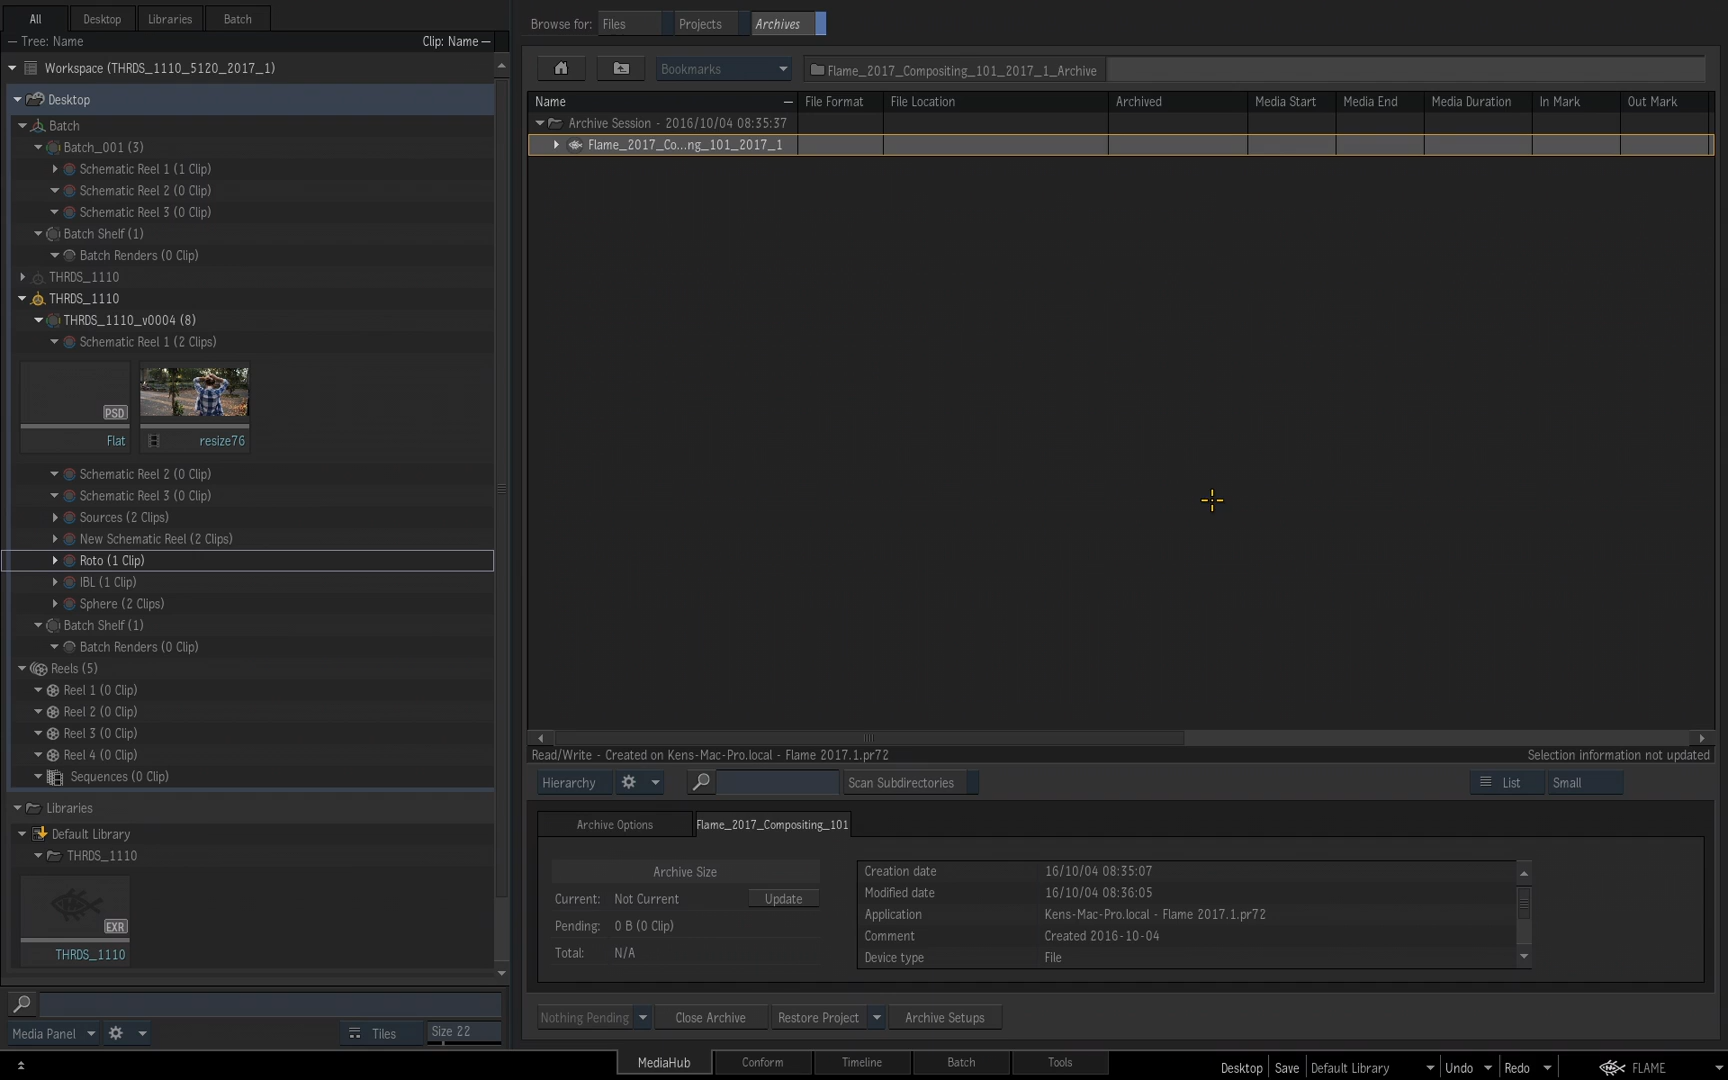 All Desktop Libraries Batch
Tree: Name Clip: Name
Workspace (THRDS_1110_5120_2017_1)
Desktop
Batch
Batch_001 (3)
Schematic Reel 1 (1 Clip)
Schematic Reel 2 (0 Clip)
Schematic Reel 3 (0 Clip)
Batch Shelf (1)
Batch Renders (0 Clip)
THRDS_1110
THRDS_1110
THRDS_1110_v0004 (8)
Schematic Reel 1 (2 Clips)
PSD
Flat resize76
Schematic Reel 2 (0 Clip)
Schematic Reel 3 (0 Clip)
Sources (2 Clips)
New Schematic Reel (2 Clips)
Roto (1 Clip)
IBL (1 Clip)
Sphere (2 Clips)
Batch Shelf (1)
Batch Renders (0 Clip)
Reels (5)
Reel 1 (0 Clip)
Reel 2 (0 Clip)
Reel 3 (0 Clip)
Reel 4 (0 Clip)
Sequences (0 Clip)
Libraries
Default Library
THRDS_1110
EXR
THRDS_1110
Media Panel Tiles Size 22
Browse for: Files Projects Archives
Bookmarks Flame_2017_Compositing_101_2017_1_Archive
Name File Format File Location Archived Media Start Media End Media Duration In Mark Out Mark
Archive Session - 2016/10/04 08:35:37
Flame_2017_Co...ng_101_2017_1
Read/Write - Created on Kens-Mac-Pro.local - Flame 2017.1.pr72 Selection information not updated
Hierarchy Scan Subdirectories List Small
Archive Options Flame_2017_Compositing_101
Archive Size
Current: Not Current Update
Pending: 0 B (0 Clip)
Total: N/A
Creation date 16/10/04 08:35:07
Modified date 16/10/04 08:36:05
Application Kens-Mac-Pro.local - Flame 2017.1.pr72
Comment Created 2016-10-04
Device type File
Nothing Pending Close Archive Restore Project Archive Setups
MediaHub Conform Timeline Batch Tools Desktop Save Default Library Undo Redo FLAME